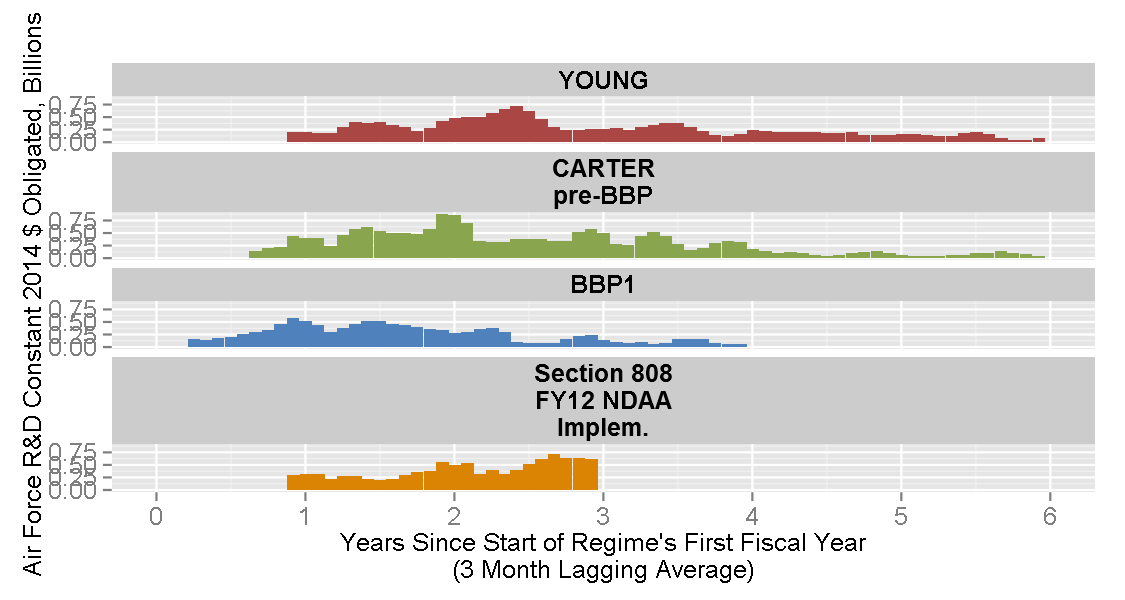 Air Force R&D Constant 2014 $ Obligated, Billions
YOUNG
0.75
0.50
0.25
0.00
CARTER
pre-BBP
0.75
0.50
0.25
0.00
BBP1
0.75
0.50
0.25
0.00
Section 808
FY12 NDAA
Implem.
0.75
0.50
0.25
0.00
0 1 2 3 4 5 6
Years Since Start of Regime's First Fiscal Year
(3 Month Lagging Average)